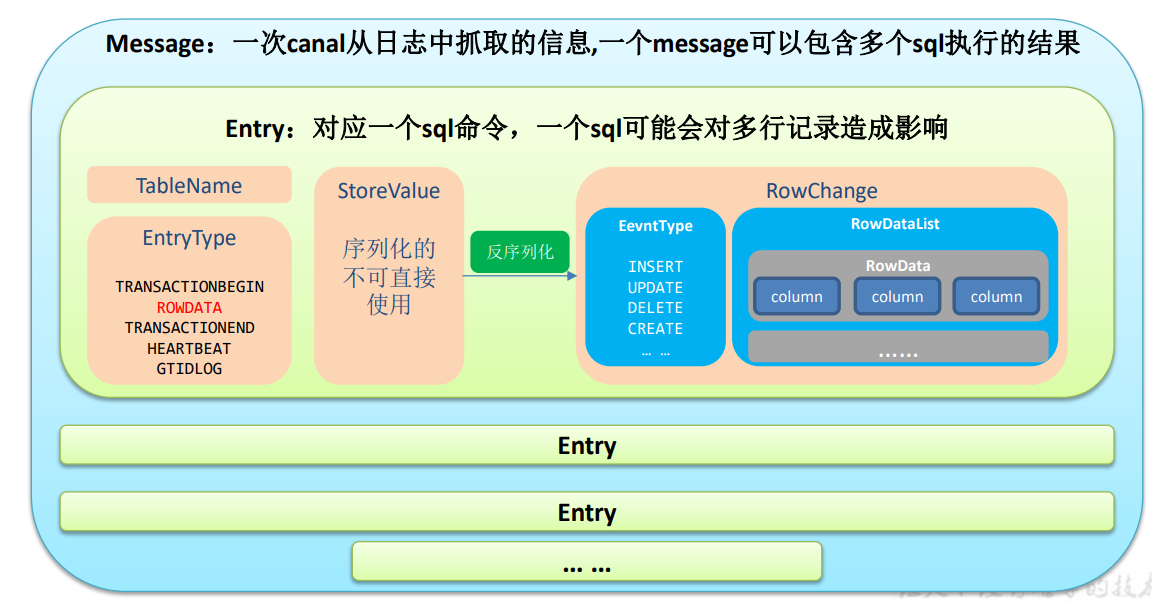 Message：一次canal从日志中抓取的信息,一个message可以包含多个sql执行的结果
Entry：对应一个sql命令，一个sql可能会对多行记录造成影响
TableName
EntryType
TRANSACTIONBEGIN
ROWDATA
TRANSACTIONEND
HEARTBEAT
GTIDLOG
StoreValue
序列化的
不可直接
使用
反序列化
RowChange
EevntType
INSERT
UPDATE
DELETE
CREATE
… …
RowDataList
RowData
column
column
column
……
Entry
Entry
… …
的技术